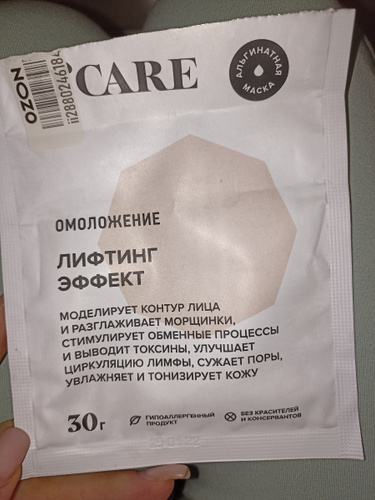 OZON
ii2880246184
CARE
АЛЬГИНАТНАЯ
МАСКА
ОМОЛОЖЕНИЕ
ЛИФТИНГ
ЭФФЕКТ
МОДЕЛИРУЕТ КОНТУР ЛИЦА
И РАЗГЛАЖИВАЕТ МОРЩИНКИ,
СТИМУЛИРУЕТ ОБМЕННЫЕ ПРОЦЕССЫ
И ВЫВОДИТ ТОКСИНЫ, УЛУЧШАЕТ
ЦИРКУЛЯЦИЮ ЛИМФЫ, СУЖАЕТ ПОРЫ,
УВЛАЖНЯЕТ И ТОНИЗИРУЕТ КОЖУ
30г
ГИПОАЛЛЕРГЕННЫЙ
ПРОДУКТ
БЕЗ КРАСИТЕЛЕЙ
И КОНСЕРВАНТОВ